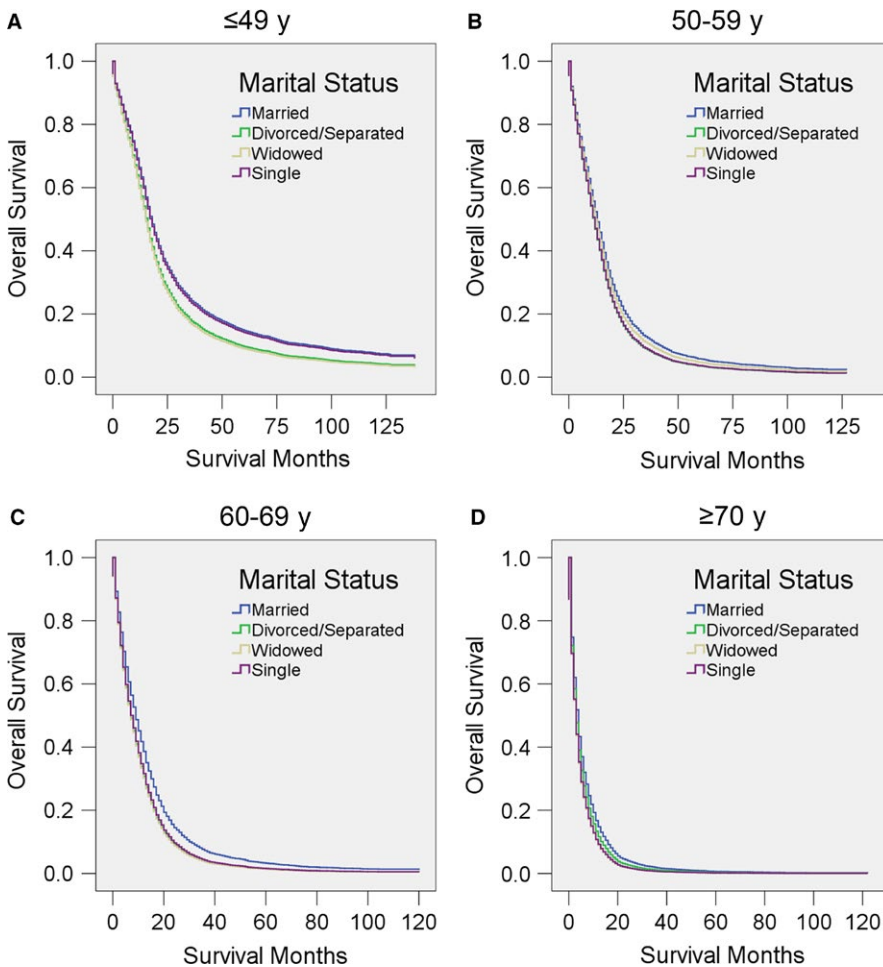 A
≤49 y
Overall Survival
1.0
0.8
0.6
0.4
0.2
0.0
Marital Status
Married
Divorced/Separated
Widowed
Single
0 25 50 75 100 125
Survival Months
B
50-59 y
Overall Survival
1.0
0.8
0.6
0.4
0.2
0.0
Marital Status
Married
Divorced/Separated
Widowed
Single
0 25 50 75 100 125
Survival Months
C
60-69 y
Overall Survival
1.0
0.8
0.6
0.4
0.2
0.0
Marital Status
Married
Divorced/Separated
Widowed
Single
0 20 40 60 80 100 120
Survival Months
D
≥70 y
Overall Survival
1.0
0.8
0.6
0.4
0.2
0.0
Marital Status
Married
Divorced/Separated
Widowed
Single
0 20 40 60 80 100 120
Survival Months